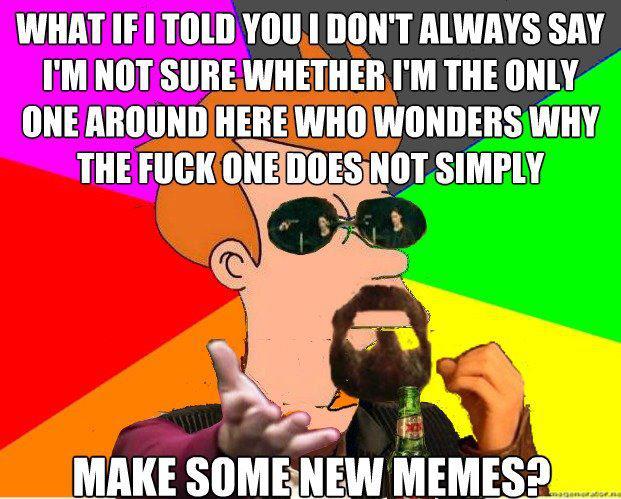 WHAT IF I TOLD YOU I DON'T ALWAYS SAY
I'M NOT SURE WHETHER I'M THE ONLY
ONE AROUND HERE WHO WONDERS WHY
THE FUCK ONE DOES NOT SIMPLY
XX
MAKE SOME NEW MEMES?